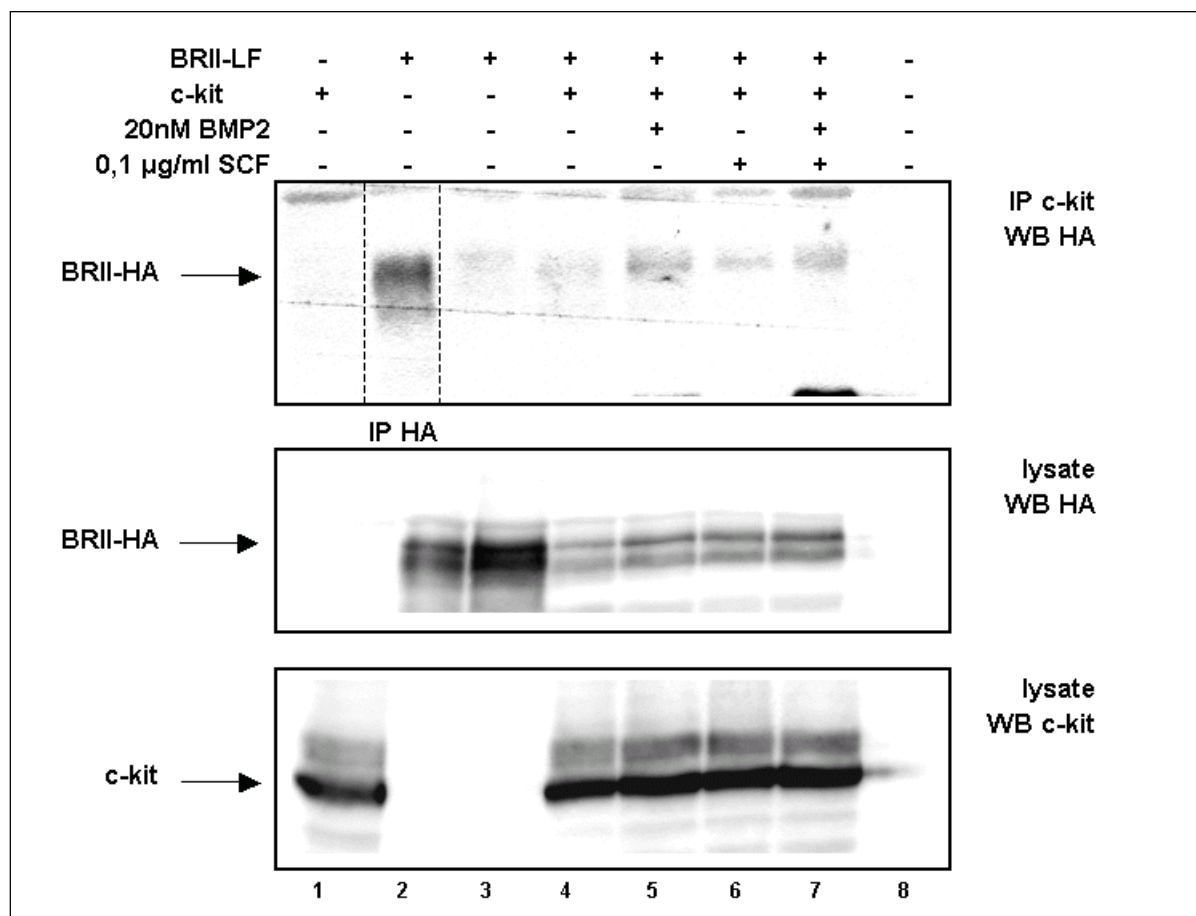 BRII-LF - + + + + + + -
c-kit + - - + + + + -
20nM BMP2 - - - - + - + -
0,1 µg/ml SCF - - - - - + + -
IP c-kit
WB HA
BRII-HA
IP HA
lysate
WB HA
BRII-HA
lysate
WB c-kit
c-kit
1 2 3 4 5 6 7 8